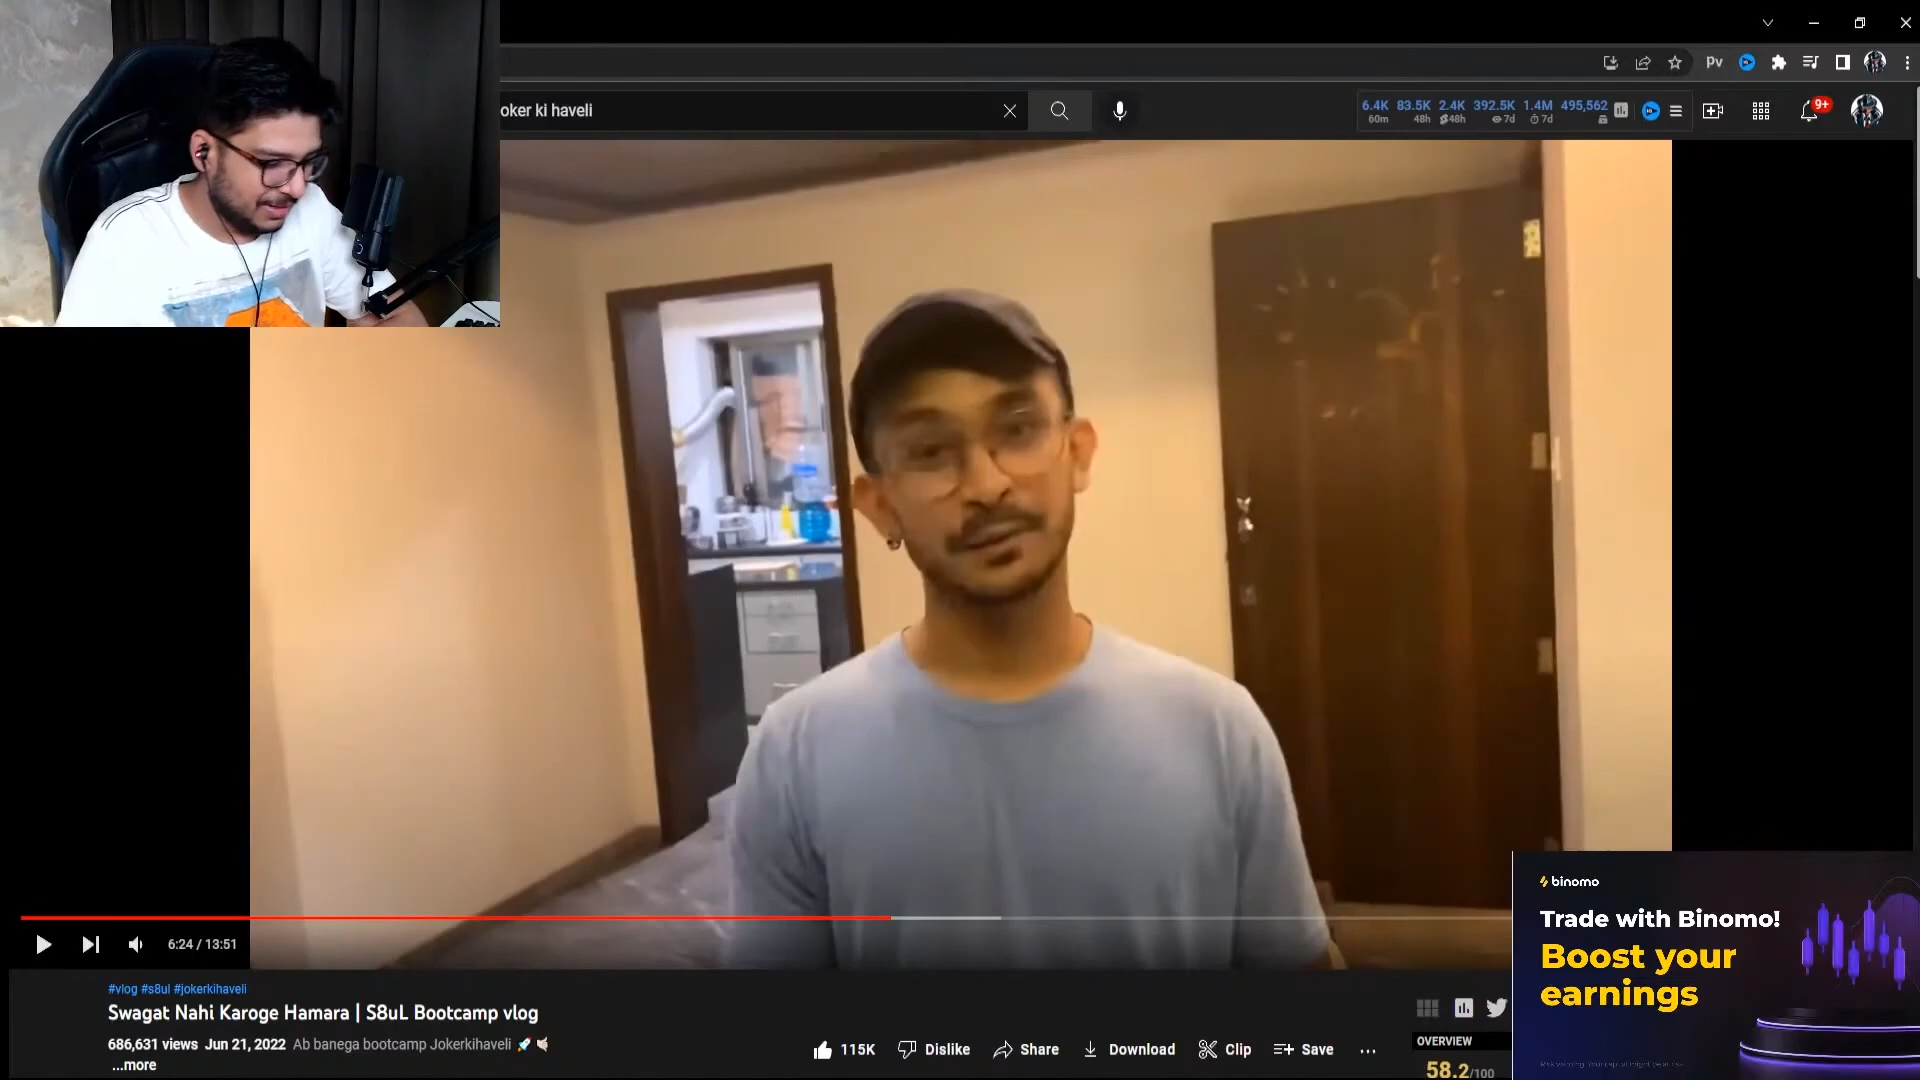 PV
oker ki haveli
6.4K 83.5K 2.4K 392.5K 1.4M 495,562
60m 48h 48h 7d 7d
9+
6:24 / 13:51
#vlog #s8ul #jokerkihaveli
Swagat Nahi Karoge Hamara | S8uL Bootcamp vlog
686,631 views Jun 21, 2022 Ab banega bootcamp Jokerkihaveli 🚀
...more
115K Dislike Share Download Clip Save ...
OVERVIEW
58.2/100
binomo
Trade with Binomo!
Boost your
earnings